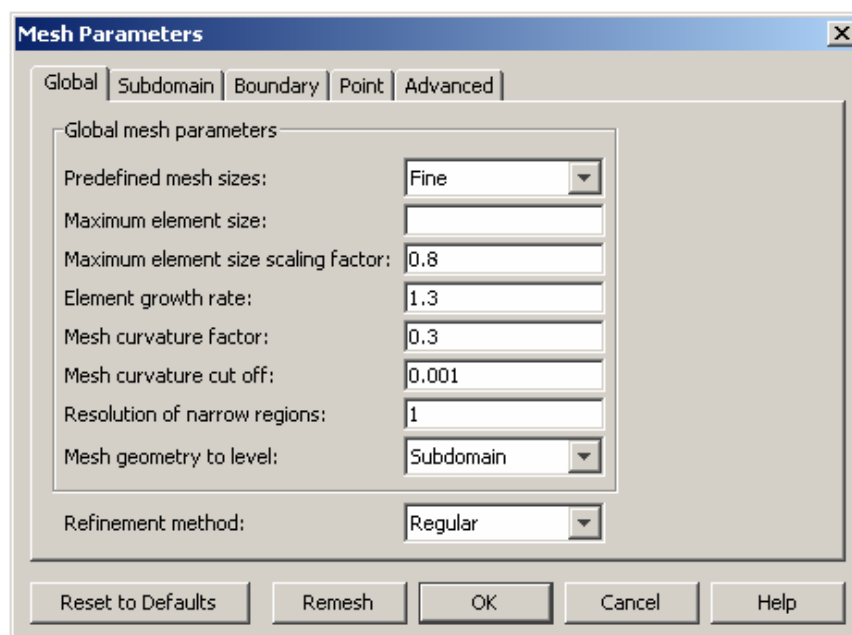 Mesh Parameters
Global Subdomain Boundary Point Advanced
Global mesh parameters
Predefined mesh sizes: Fine
Maximum element size:
Maximum element size scaling factor: 0.8
Element growth rate: 1.3
Mesh curvature factor: 0.3
Mesh curvature cut off: 0.001
Resolution of narrow regions: 1
Mesh geometry to level: Subdomain
Refinement method: Regular
Reset to Defaults Remesh OK Cancel Help